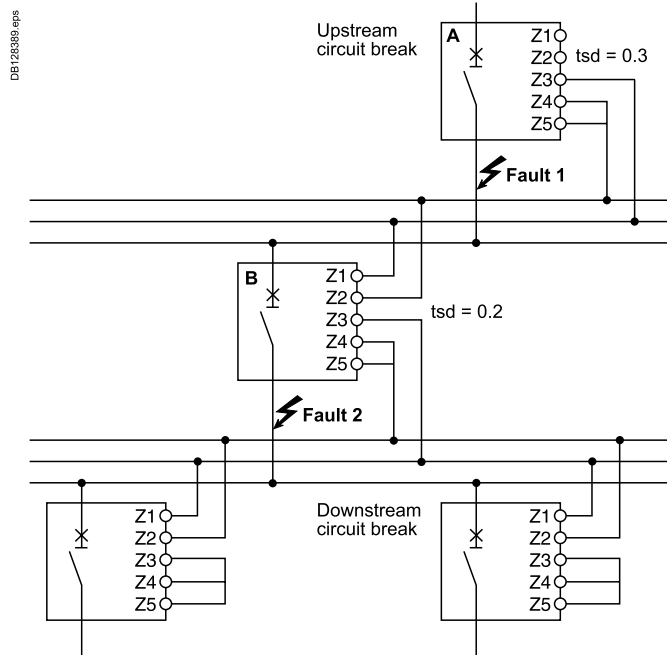 DB128389.eps
Upstream
circuit break
A
Z1
Z2
Z3
Z4
Z5
tsd = 0.3
Fault 1
B
Z1
Z2
Z3
Z4
Z5
tsd = 0.2
Fault 2
Downstream
circuit break
Z1
Z2
Z3
Z4
Z5
Z1
Z2
Z3
Z4
Z5